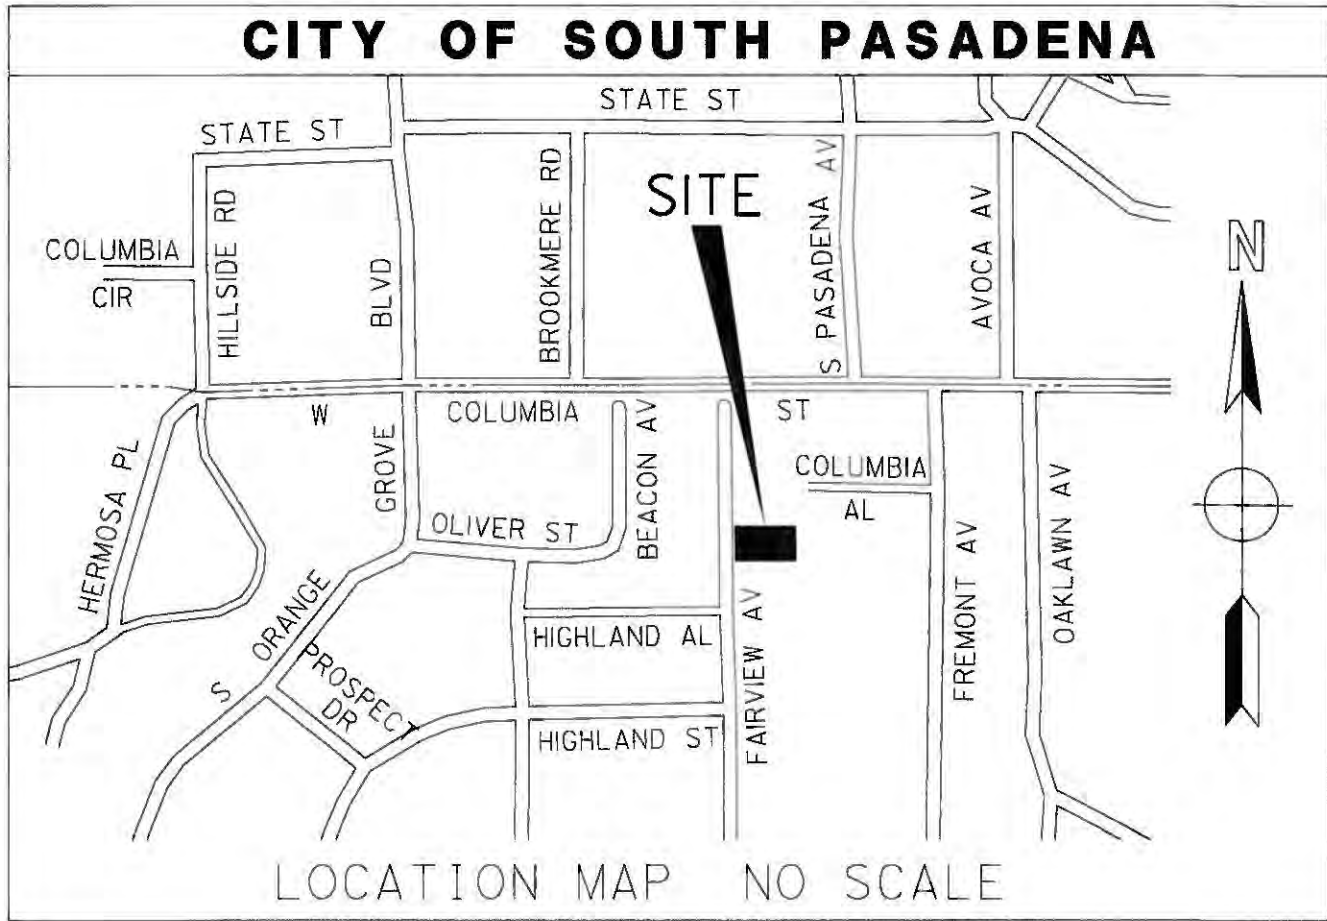 CITY OF SOUTH PASADENA
STATE ST
STATE ST
SITE
HILLSIDE RD
BLVD
BROOKMERE RD
S PASADENA AV
AVOCA AV
N
COLUMBIA
CIR
W
COLUMBIA
ST
HERMOSA PL
GROVE
OLIVER ST
BEACON AV
COLUMBIA
AL
FREMONT AV
OAKLAWN AV
S
ORANGE
PROSPECT
DR
HIGHLAND AL
FAIRVIEW AV
HIGHLAND ST
LOCATION MAP NO SCALE